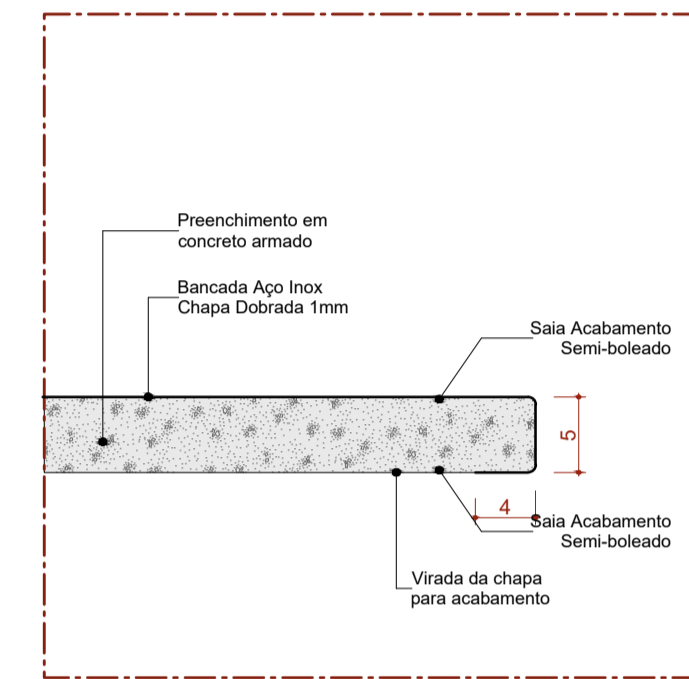 Preenchimento em
concreto armado
Bancada Aço Inox
Chapa Dobrada 1mm
Saia Acabamento
Semi-boleado
5
4
Saia Acabamento
Semi-boleado
Virada da chapa
para acabamento